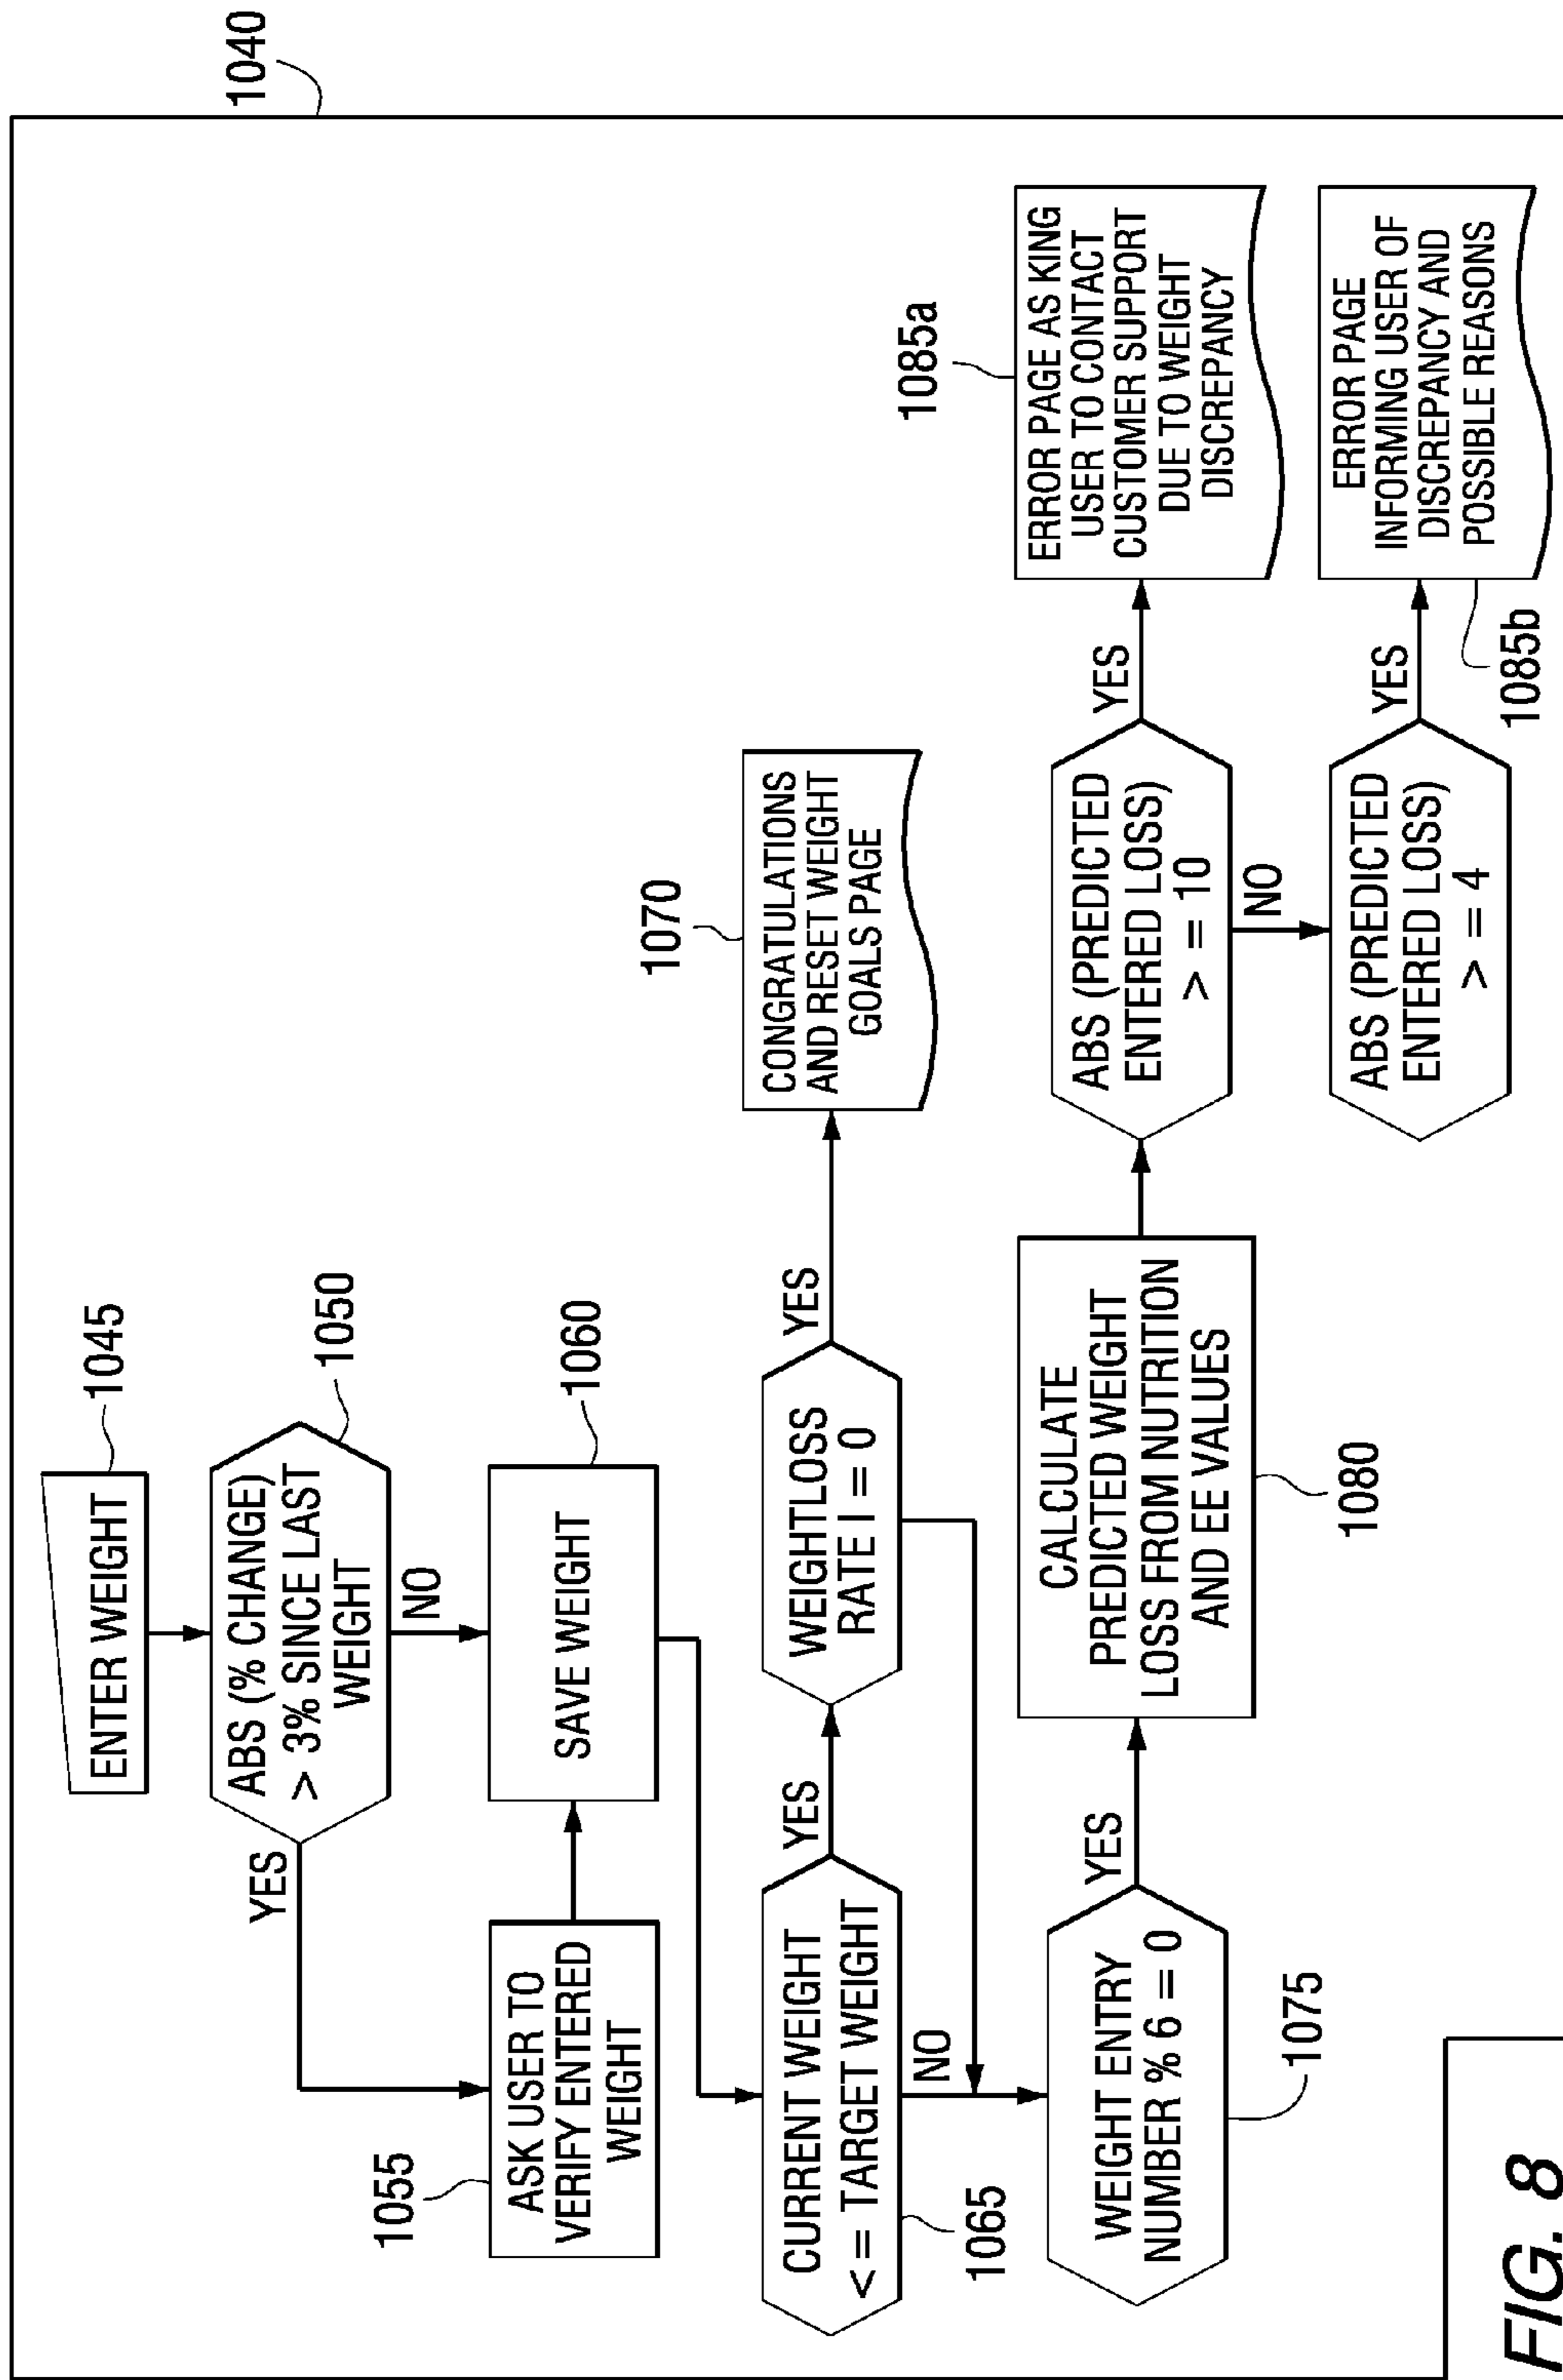 1040
ENTER WEIGHT
1045
ABS (% CHANGE)
> 3% SINCE LAST
WEIGHT
1050
YES
NO
ASK USER TO
VERIFY ENTERED
WEIGHT
1055
SAVE WEIGHT
1060
CURRENT WEIGHT
< = TARGET WEIGHT
1065
YES
NO
WEIGHTLOSS
RATE I = 0
YES
CONGRATULATIONS
AND RESET WEIGHT
GOALS PAGE
1070
WEIGHT ENTRY
NUMBER % 6 = 0
1075
YES
CALCULATE
PREDICTED WEIGHT
LOSS FROM NUTRITION
AND EE VALUES
1080
ABS (PREDICTED
ENTERED LOSS)
> = 10
YES
NO
ERROR PAGE AS KING
USER TO CONTACT
CUSTOMER SUPPORT
DUE TO WEIGHT
DISCREPANCY
1085a
ABS (PREDICTED
ENTERED LOSS)
> = 4
YES
ERROR PAGE
INFORMING USER OF
DISCREPANCY AND
POSSIBLE REASONS
1085b
FIG. 8